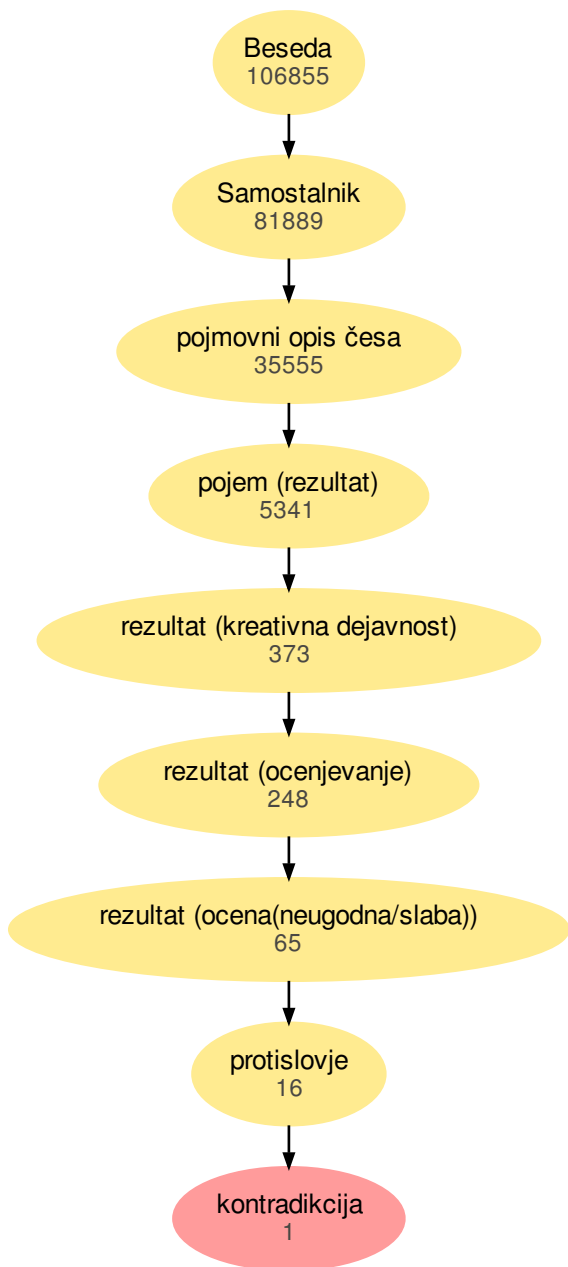 Beseda
106855
Samostalnik
81889
pojmovni opis česa
35555
pojem (rezultat)
5341
rezultat (kreativna dejavnost)
373
rezultat (ocenjevanje)
248
rezultat (ocena(neugodna/slaba))
65
protislovje
16
kontradikcija
1